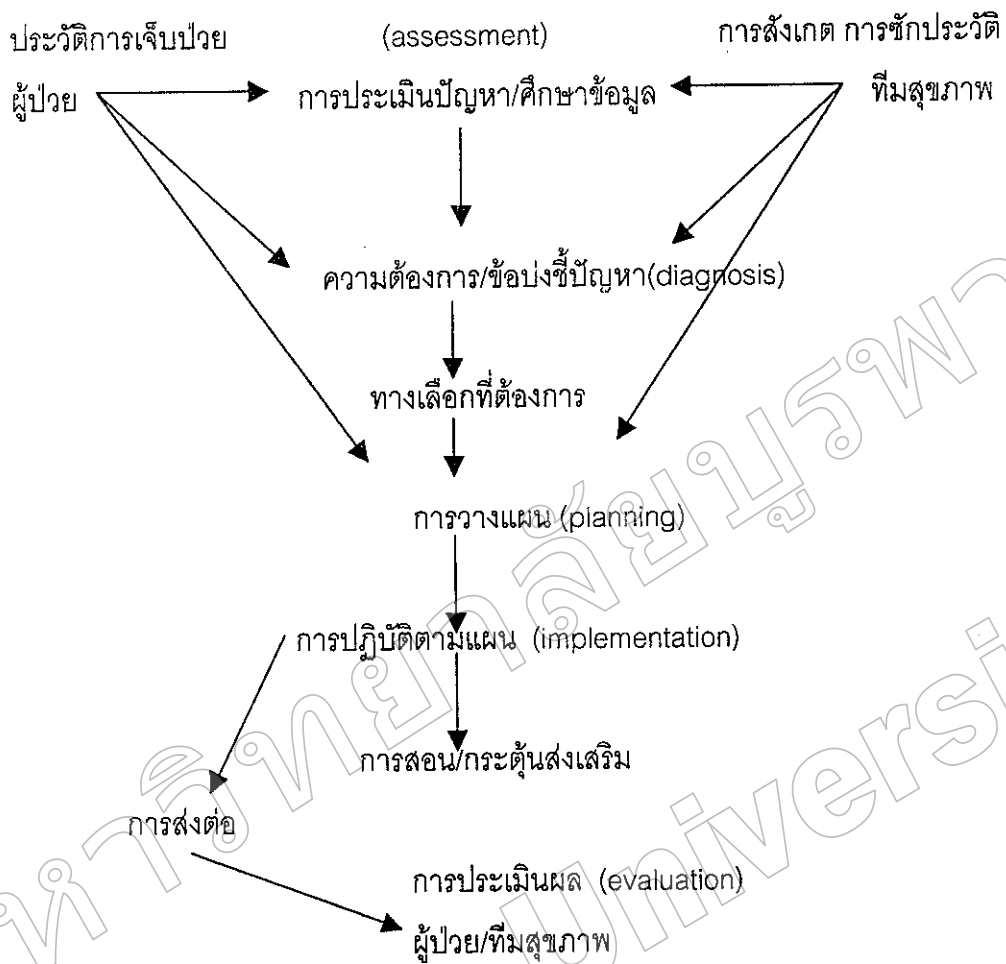 ประวัติการเจ็บป่วย (assessment) การสังเกต การซักประวัติ
ผู้ป่วย การประเมินปัญหา/ศึกษาข้อมูล ทีมสุขภาพ
ความต้องการ/ข้อบ่งชี้ปัญหา(diagnosis)
ทางเลือกที่ต้องการ
การวางแผน (planning)
การปฏิบัติตามแผน (implementation)
การสอน/กระตุ้นส่งเสริม
การส่งต่อ
การประเมินผล (evaluation)
ผู้ป่วย/ทีมสุขภาพ